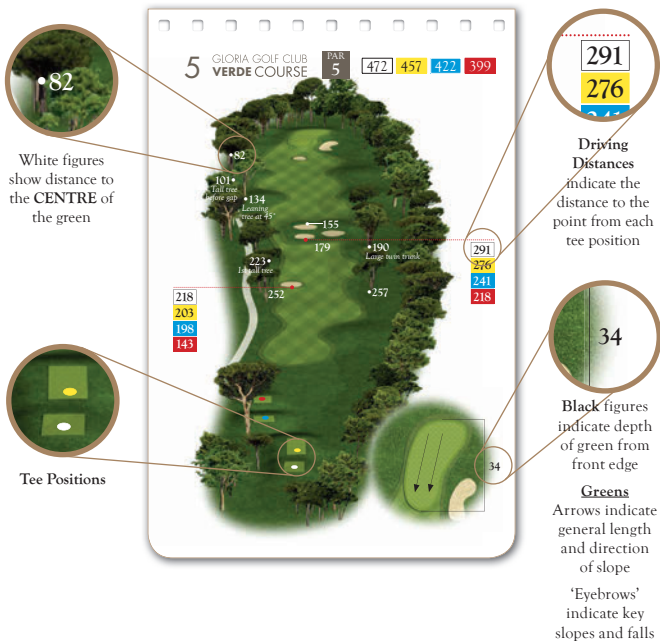 5
GLORIA GOLF CLUB
VERDE COURSE
PAR
5
472 457 422 399
82
White figures
show distance to
the CENTRE of
the green
291
276
Driving
Distances
indicate the
distance to the
point from each
tee position
82
101
Tall tree
before gap
134
Leaning
tree at 45°
155
179
190
Large twin trunk
223
1st tall tree
252
257
291
276
241
218
218
203
198
143
Tee Positions
34
34
Black figures
indicate depth
of green from
front edge
Greens
Arrows indicate
general length
and direction
of slope
'Eyebrows'
indicate key
slopes and falls